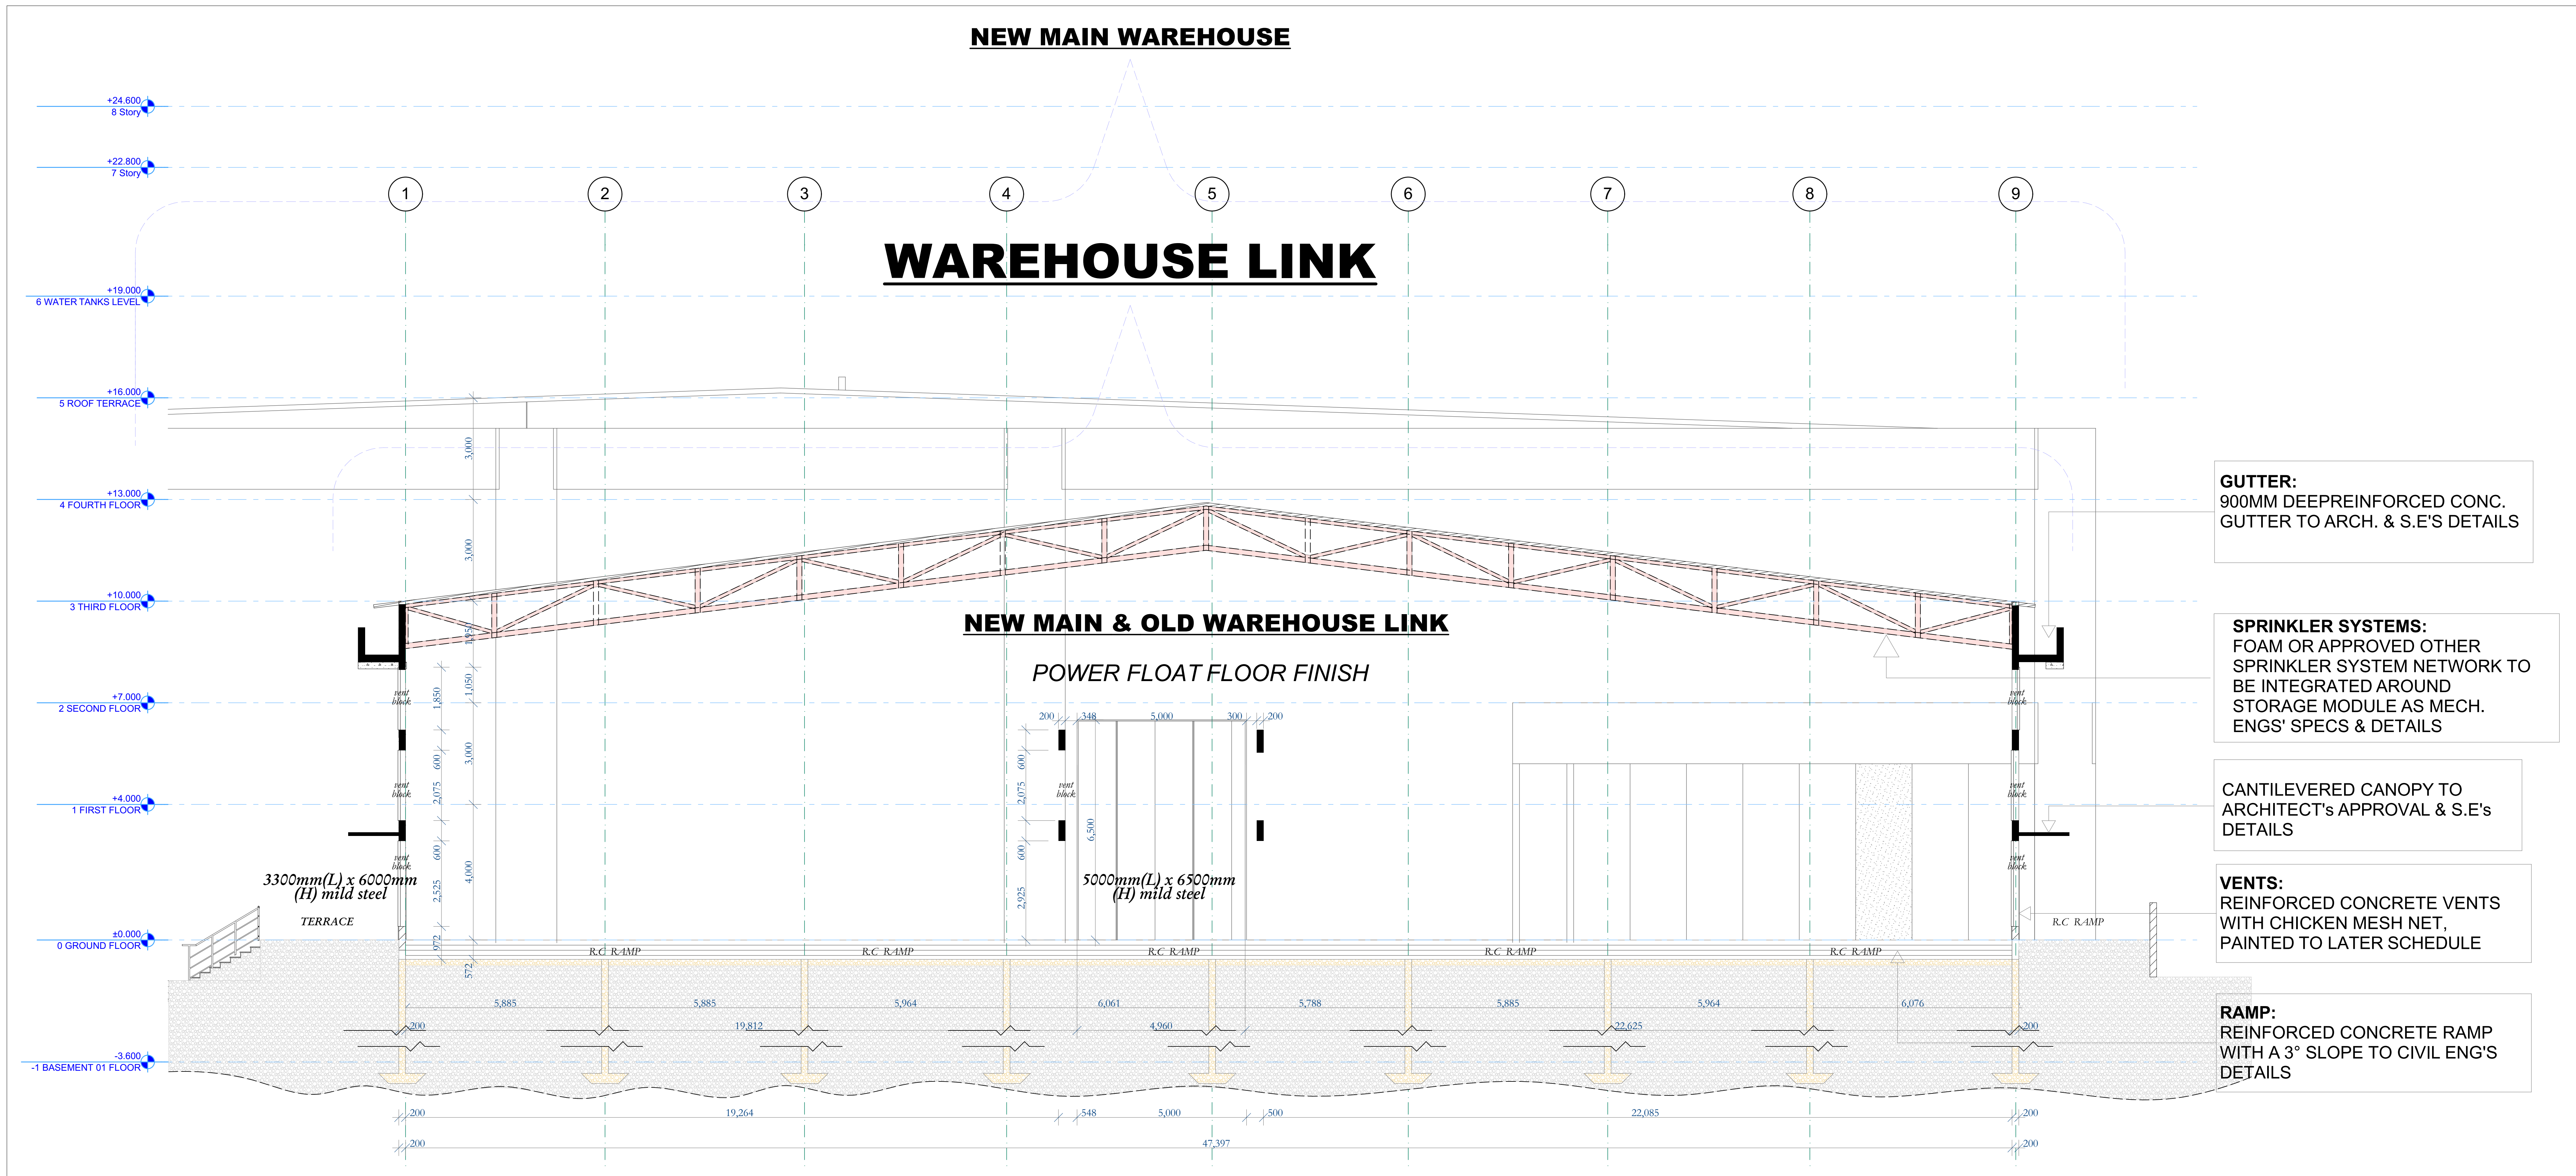 NEW MAIN WAREHOUSE
+24.600
8 Story
+22.800
7 Story
1 2 3 4 5 6 7 8 9
WAREHOUSE LINK
+19.000
6 WATER TANKS LEVEL
+16.000
5 ROOF TERRACE
3,000
+13.000
4 FOURTH FLOOR
3,000
+10.000
3 THIRD FLOOR
1,950
NEW MAIN & OLD WAREHOUSE LINK
POWER FLOAT FLOOR FINISH
+7.000
2 SECOND FLOOR
vent
block
1,850
1,050
vent
block
200 348 5,000 300 200
600
3,000
600
2,075
vent
block
2,075
vent
block
vent
block
+4.000
1 FIRST FLOOR
6,500
600
600
vent
block
4,000
vent
block
3300mm(L) x 6000mm
(H) mild steel
2,525
2,925
5000mm(L) x 6500mm
(H) mild steel
TERRACE
R.C RAMP
±0.000
0 GROUND FLOOR
972
572
R.C RAMP R.C RAMP R.C RAMP R.C RAMP R.C RAMP
5,885 5,885 5,964 6,061 5,788 5,885 5,964 6,076
200 19,812 4,960 22,625 200
-3.600
-1 BASEMENT 01 FLOOR
200 19,264 548 5,000 500 22,085 200
200 47,397 200
GUTTER:
900MM DEEPREINFORCED CONC.
GUTTER TO ARCH. & S.E'S DETAILS
SPRINKLER SYSTEMS:
FOAM OR APPROVED OTHER
SPRINKLER SYSTEM NETWORK TO
BE INTEGRATED AROUND
STORAGE MODULE AS MECH.
ENGS' SPECS & DETAILS
CANTILEVERED CANOPY TO
ARCHITECT's APPROVAL & S.E's
DETAILS
VENTS:
REINFORCED CONCRETE VENTS
WITH CHICKEN MESH NET,
PAINTED TO LATER SCHEDULE
RAMP:
REINFORCED CONCRETE RAMP
WITH A 3° SLOPE TO CIVIL ENG'S
DETAILS